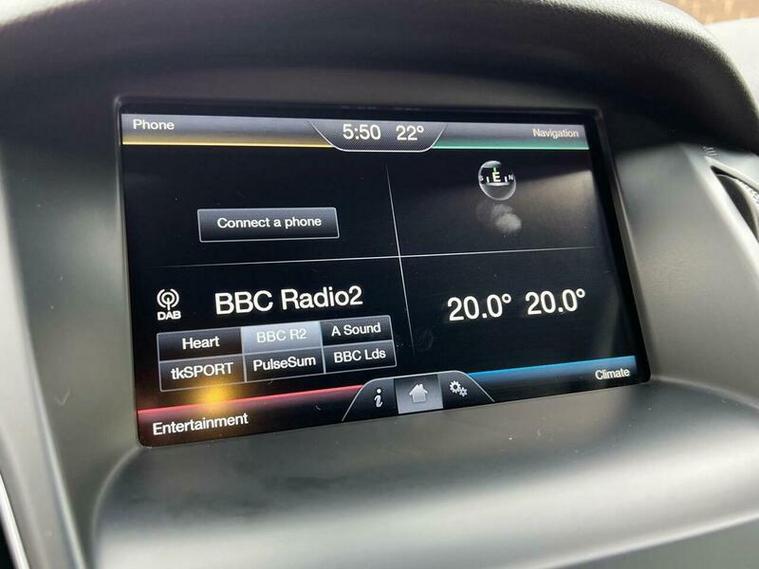 Phone
5:50 22°
Navigation
S E N
Connect a phone
DAB
BBC Radio2
20.0° 20.0°
Heart
BBC R2
A Sound
tkSPORT
PulseSum
BBC Lds
i
Entertainment
Climate